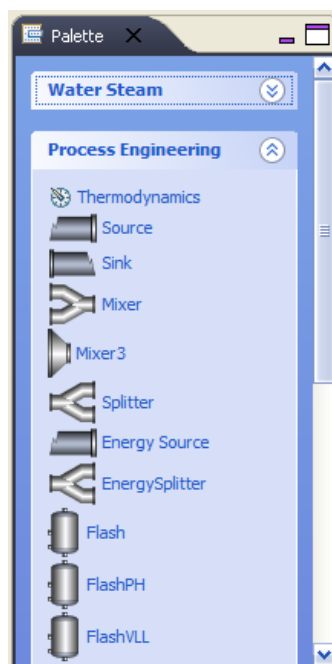 Palette
Water Steam
Process Engineering
Thermodynamics
Source
Sink
Mixer
Mixer3
Splitter
Energy Source
EnergySplitter
Flash
FlashPH
FlashVLL